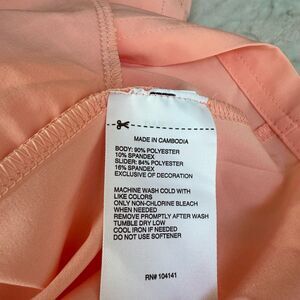 MADE IN CAMBODIA
BODY: 90% POLYESTER
10% SPANDEX
SLIDER: 84% POLYESTER
16% SPANDEX
EXCLUSIVE OF DECORATION
MACHINE WASH COLD WITH
LIKE COLORS
ONLY NON-CHLORINE BLEACH
WHEN NEEDED
REMOVE PROMPTLY AFTER WASH
TUMBLE DRY LOW
COOL IRON IF NEEDED
DO NOT USE SOFTENER
RN# 104141